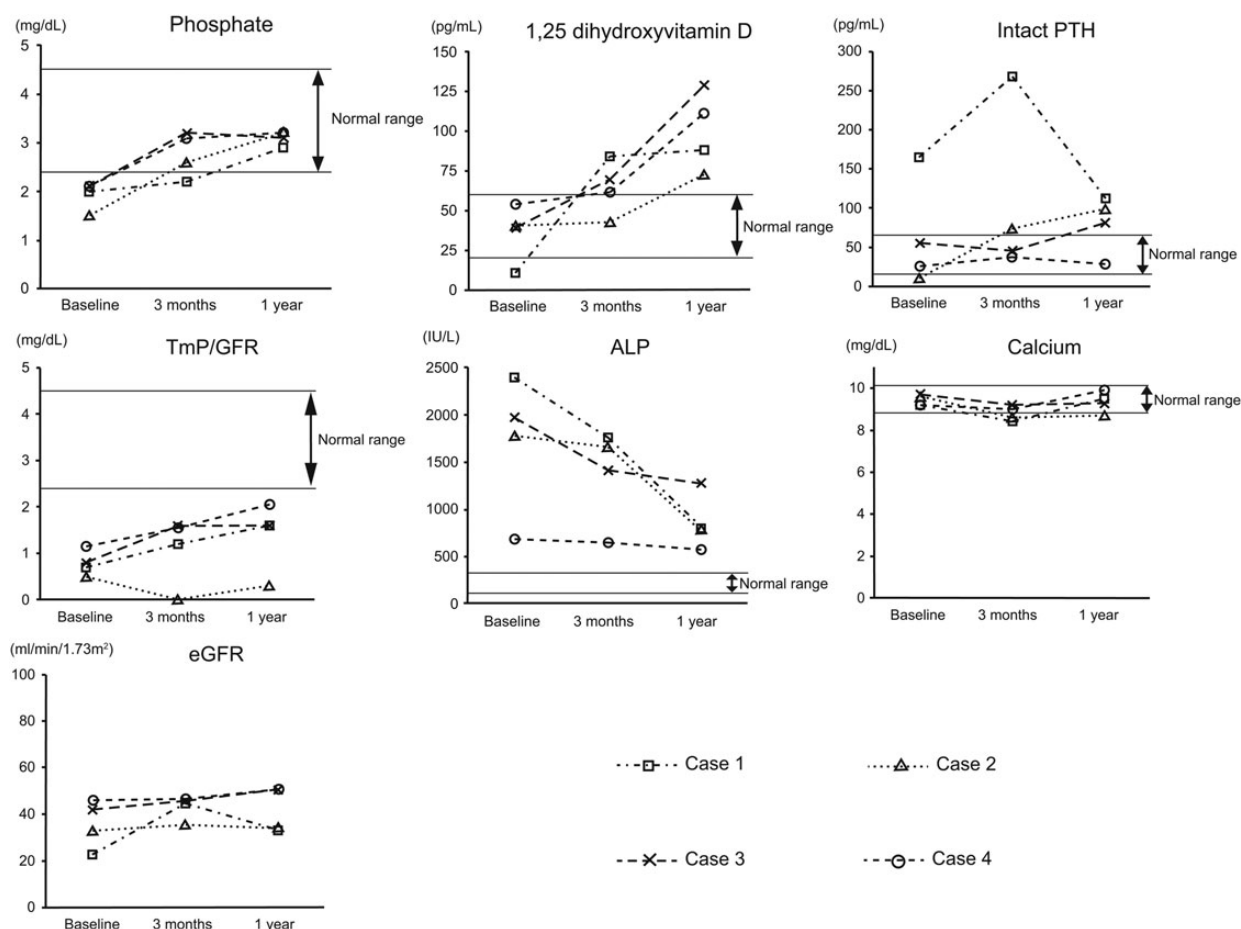 (mg/dL)
Phosphate
5
4
3
2
1
0
Normal range
Baseline
3 months
1 year
(pg/mL)
1,25 dihydroxyvitamin D
150
125
100
75
50
25
0
Normal range
Baseline
3 months
1 year
(pg/mL)
Intact PTH
300
250
200
150
100
50
0
Normal range
Baseline
3 months
1 year
(mg/dL)
TmP/GFR
5
4
3
2
1
0
Normal range
Baseline
3 months
1 year
(IU/L)
ALP
2500
2000
1500
1000
500
0
Normal range
Baseline
3 months
1 year
(mg/dL)
Calcium
10
8
6
4
2
0
Normal range
Baseline
3 months
1 year
(ml/min/1.73m²)
eGFR
100
80
60
40
20
0
Baseline
3 months
1 year
Case 1
Case 2
Case 3
Case 4